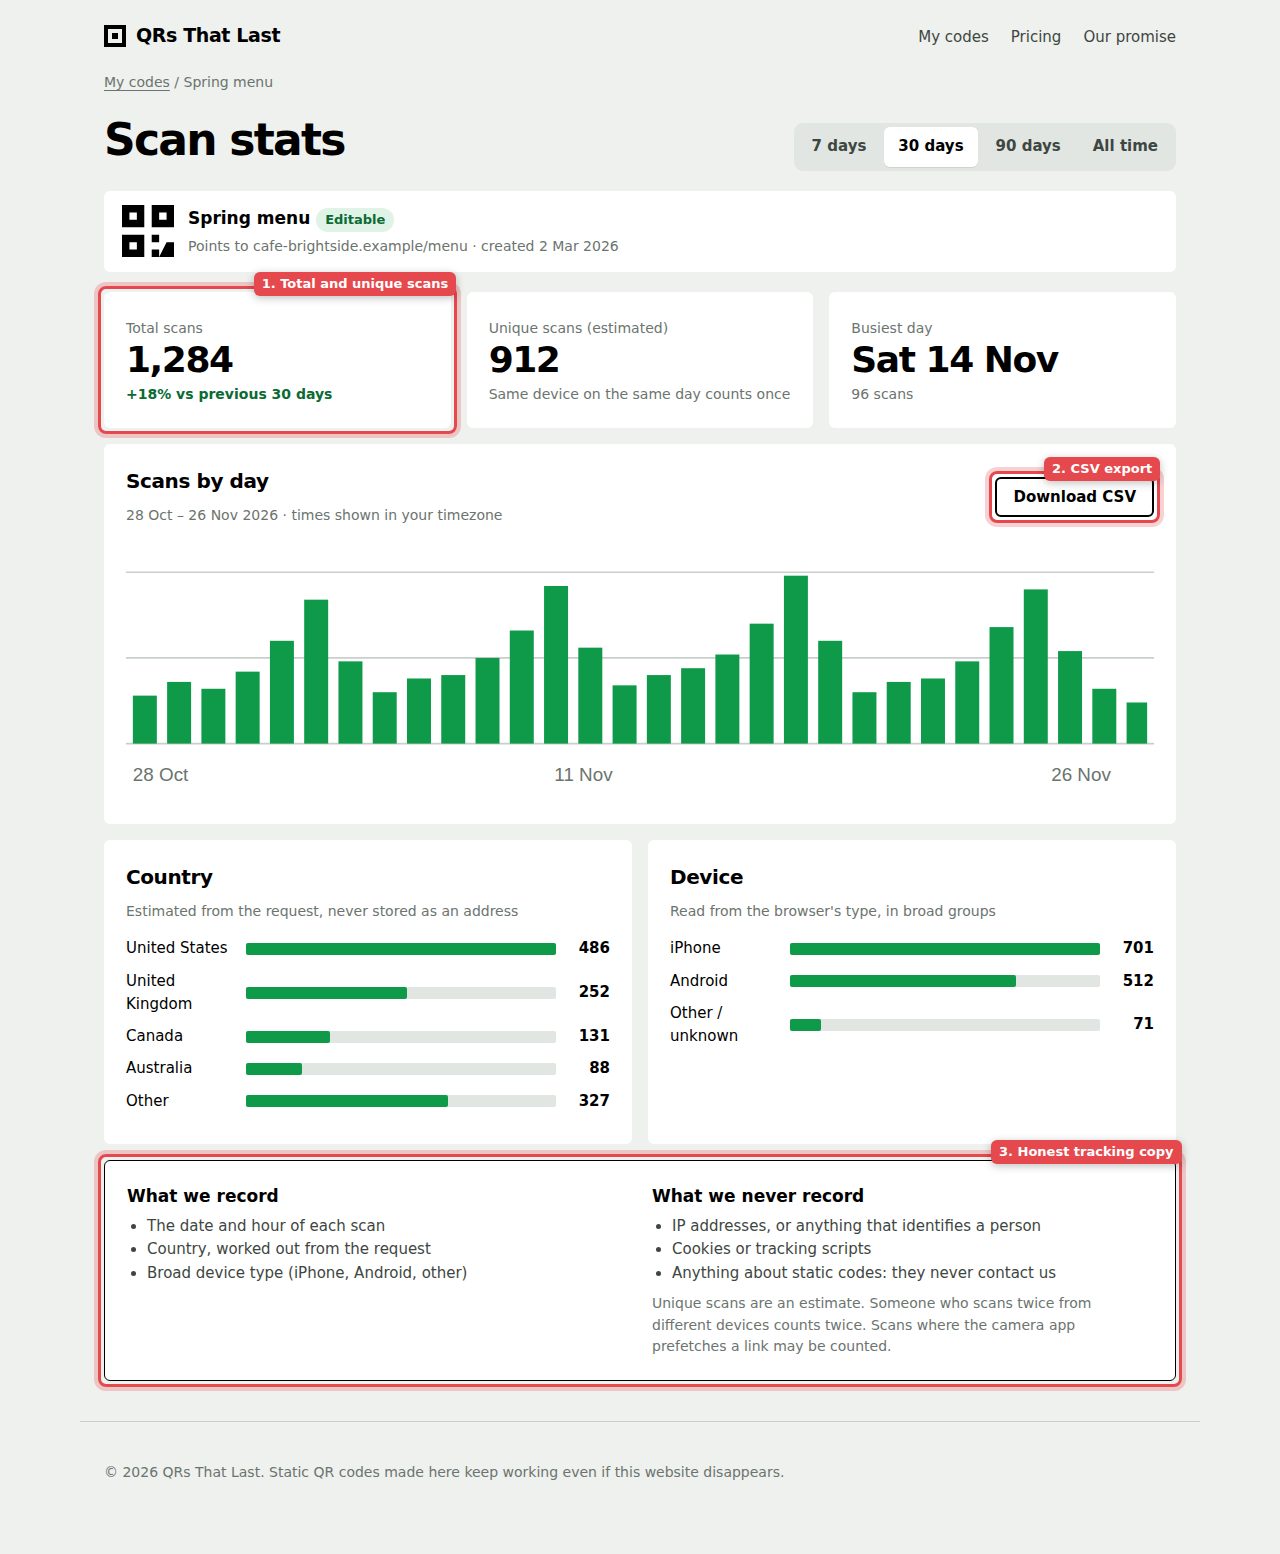 QRs That Last
My codes Pricing Our promise
My codes / Spring menu
Scan stats
7 days 30 days 90 days All time
Spring menu Editable
Points to cafe-brightside.example/menu · created 2 Mar 2026
1. Total and unique scans
Total scans
1,284
+18% vs previous 30 days
Unique scans (estimated)
912
Same device on the same day counts once
Busiest day
Sat 14 Nov
96 scans
Scans by day
28 Oct – 26 Nov 2026 · times shown in your timezone
2. CSV export
Download CSV
28 Oct 11 Nov 26 Nov
Country
Estimated from the request, never stored as an address
United States 486
United
Kingdom 252
Canada 131
Australia 88
Other 327
Device
Read from the browser's type, in broad groups
iPhone 701
Android 512
Other /
unknown 71
3. Honest tracking copy
What we record
• The date and hour of each scan
• Country, worked out from the request
• Broad device type (iPhone, Android, other)
What we never record
• IP addresses, or anything that identifies a person
• Cookies or tracking scripts
• Anything about static codes: they never contact us
Unique scans are an estimate. Someone who scans twice from
different devices counts twice. Scans where the camera app
prefetches a link may be counted.
© 2026 QRs That Last. Static QR codes made here keep working even if this website disappears.